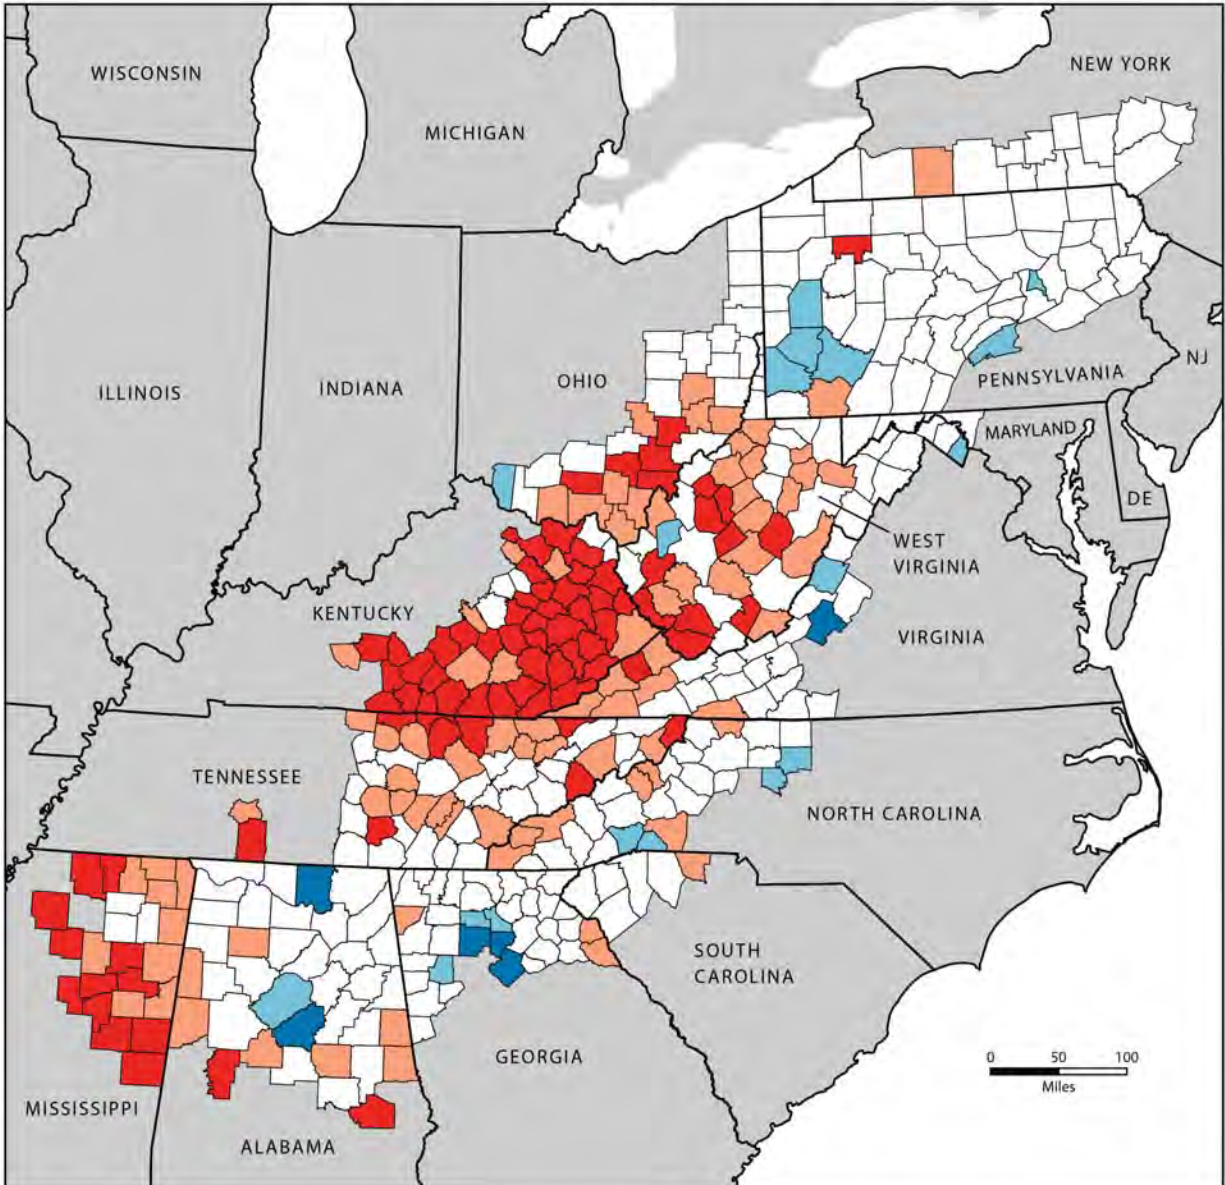 WISCONSIN
NEW YORK
MICHIGAN
ILLINOIS
INDIANA
OHIO
PENNSYLVANIA
NJ
MARYLAND
DE
WEST
VIRGINIA
KENTUCKY
VIRGINIA
TENNESSEE
NORTH CAROLINA
SOUTH
CAROLINA
GEORGIA
0 50 100
Miles
MISSISSIPPI
ALABAMA